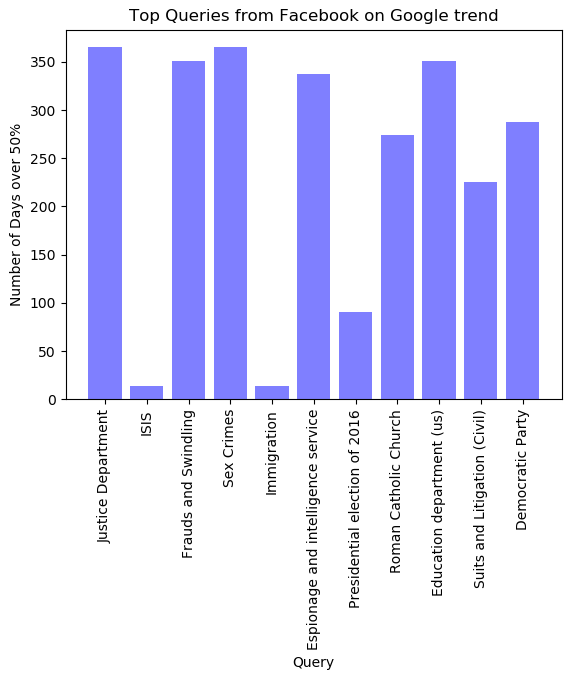 Top Queries from Facebook on Google trend
Number of Days over 50%
350
300
250
200
150
100
50
0
Justice Department
ISIS
Frauds and Swindling
Sex Crimes
Immigration
Espionage and intelligence service
Presidential election of 2016
Roman Catholic Church
Education department (us)
Suits and Litigation (Civil)
Democratic Party
Query